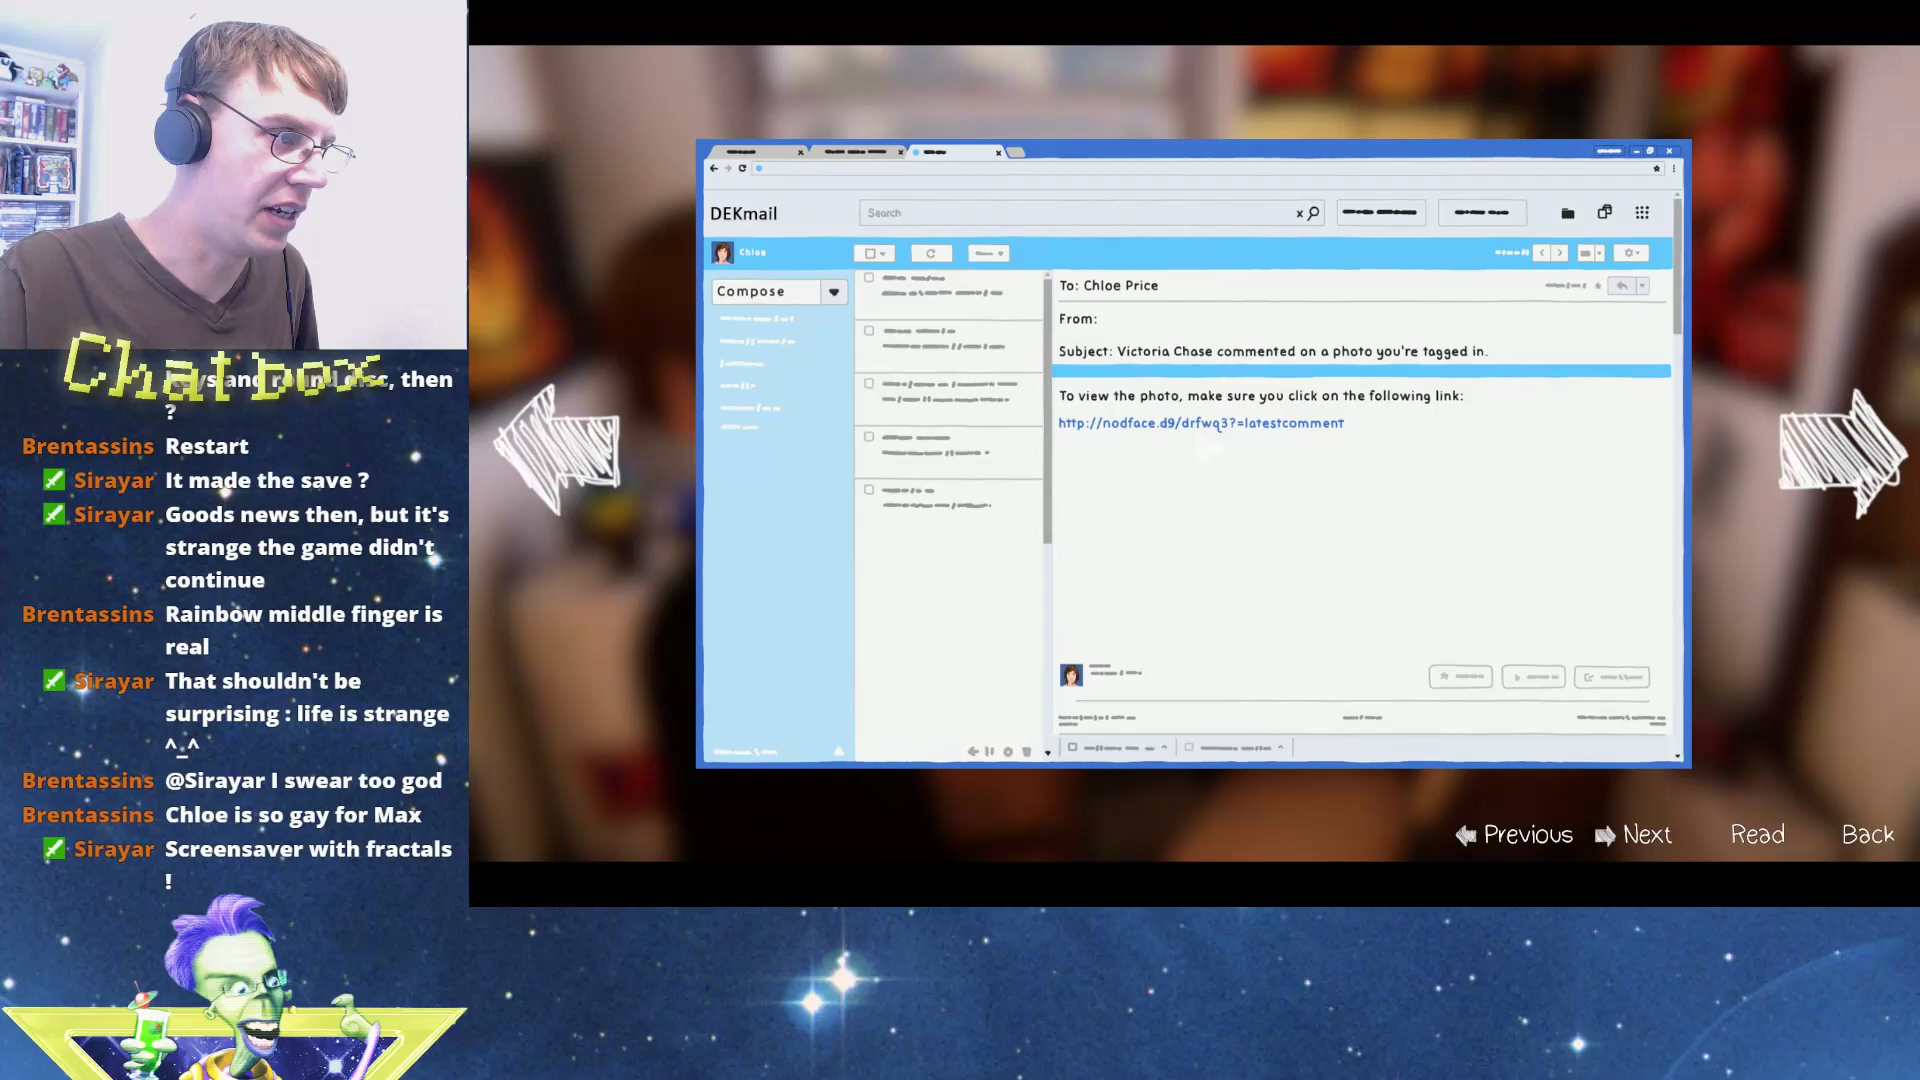 Chatbox
then
?
Brentassins Restart
Sirayar It made the save ?
Sirayar Goods news then, but it's
strange the game didn't
continue
Brentassins Rainbow middle finger is
real
Sirayar That shouldn't be
surprising : life is strange
^_^
Brentassins @Sirayar I swear too god
Brentassins Chloe is so gay for Max
Sirayar Screensaver with fractals
!
DEKmail
Search
Chloe
Compose
To: Chloe Price
From:
Subject: Victoria Chase commented on a photo you're tagged in.
To view the photo, make sure you click on the following link:
http://nodface.d9/drfwq3?=latestcomment
Previous Next Read Back